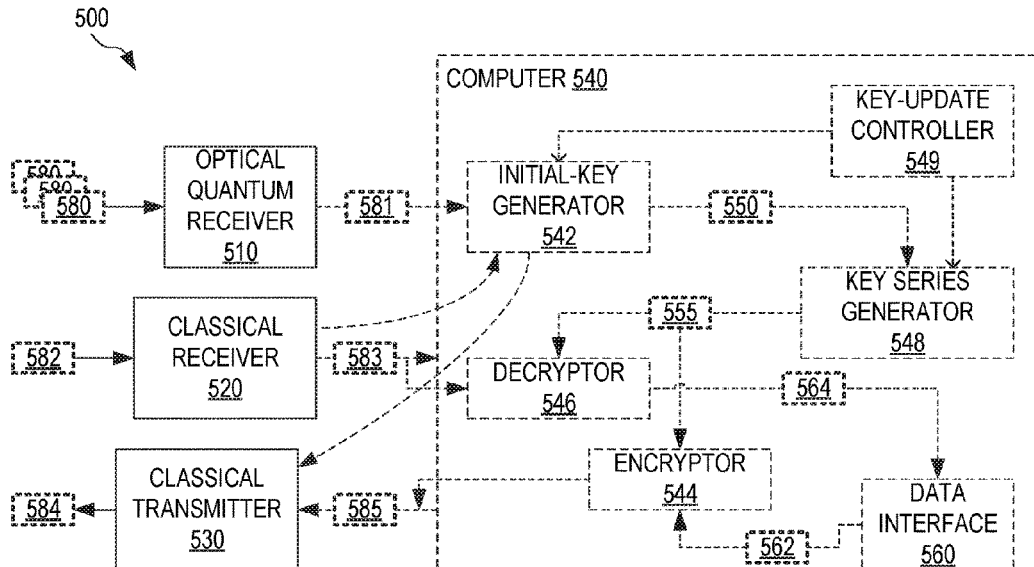 500
COMPUTER 540
KEY-UPDATE
CONTROLLER
549
580
580
580
OPTICAL
QUANTUM
RECEIVER
510
581
INITIAL-KEY
GENERATOR
542
550
CLASSICAL
RECEIVER
520
582
583
555
KEY SERIES
GENERATOR
548
DECRYPTOR
546
564
CLASSICAL
TRANSMITTER
530
584
585
ENCRYPTOR
544
562
DATA
INTERFACE
560